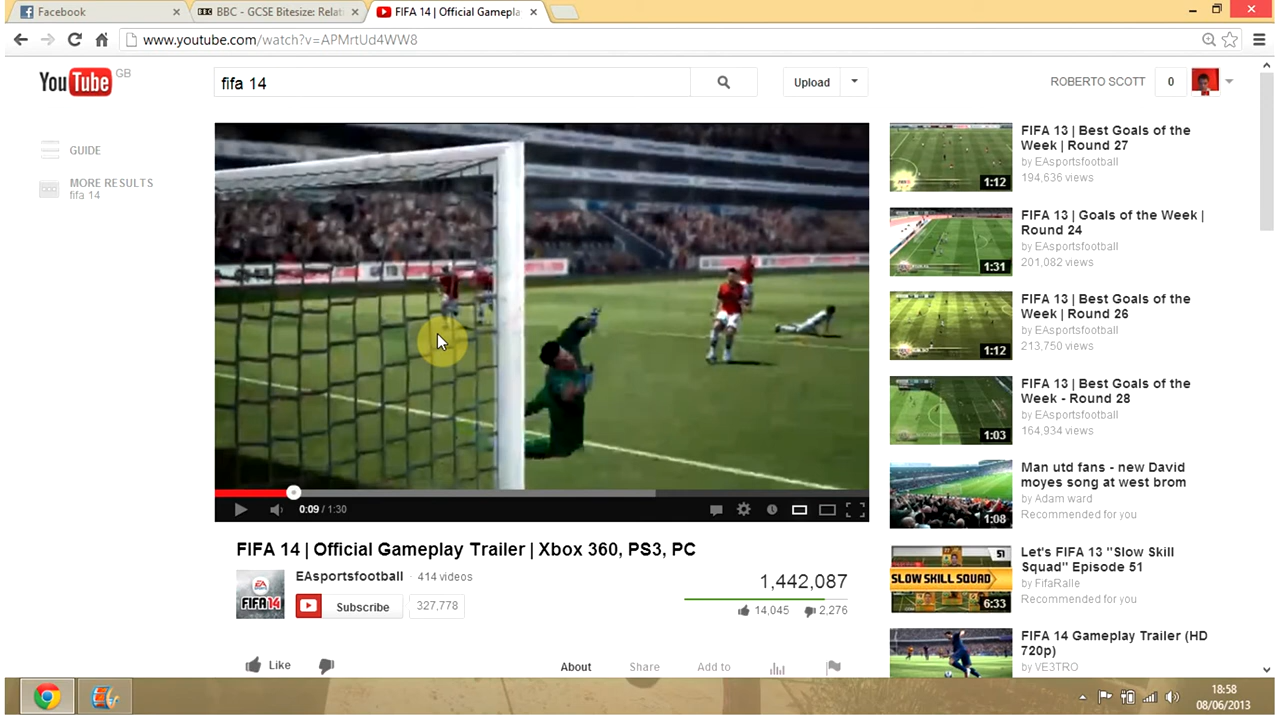 Facebook
BBC - GCSE Bitesize: Relati
FIFA 14 | Official Gamepla
www.youtube.com/watch?v=APMrtUd4WW8
YouTube GB
fifa 14
Upload
ROBERTO SCOTT
0
GUIDE
MORE RESULTS
fifa 14
0:09 / 1:30
FIFA 14 | Official Gameplay Trailer | Xbox 360, PS3, PC
EA SPORTS
FIFA14
EAsportsfootball · 414 videos
Subscribe
327,778
1,442,087
14,045
2,276
Like
About
Share
Add to
FIFA 13 | Best Goals of the
Week | Round 27
by EAsportsfootball
194,636 views
1:12
FIFA 13 | Goals of the Week |
Round 24
by EAsportsfootball
201,082 views
1:31
FIFA 13 | Best Goals of the
Week | Round 26
by EAsportsfootball
213,750 views
1:12
FIFA 13 | Best Goals of the
Week - Round 28
by EAsportsfootball
164,934 views
1:03
Man utd fans - new David
moyes song at west brom
by Adam ward
Recommended for you
1:08
Let's FIFA 13 "Slow Skill
Squad" Episode 51
by FifaRalle
Recommended for you
51
SLOW SKILL SQUAD
6:33
FIFA 14 Gameplay Trailer (HD
720p)
by VE3TRO
18:58
08/06/2013